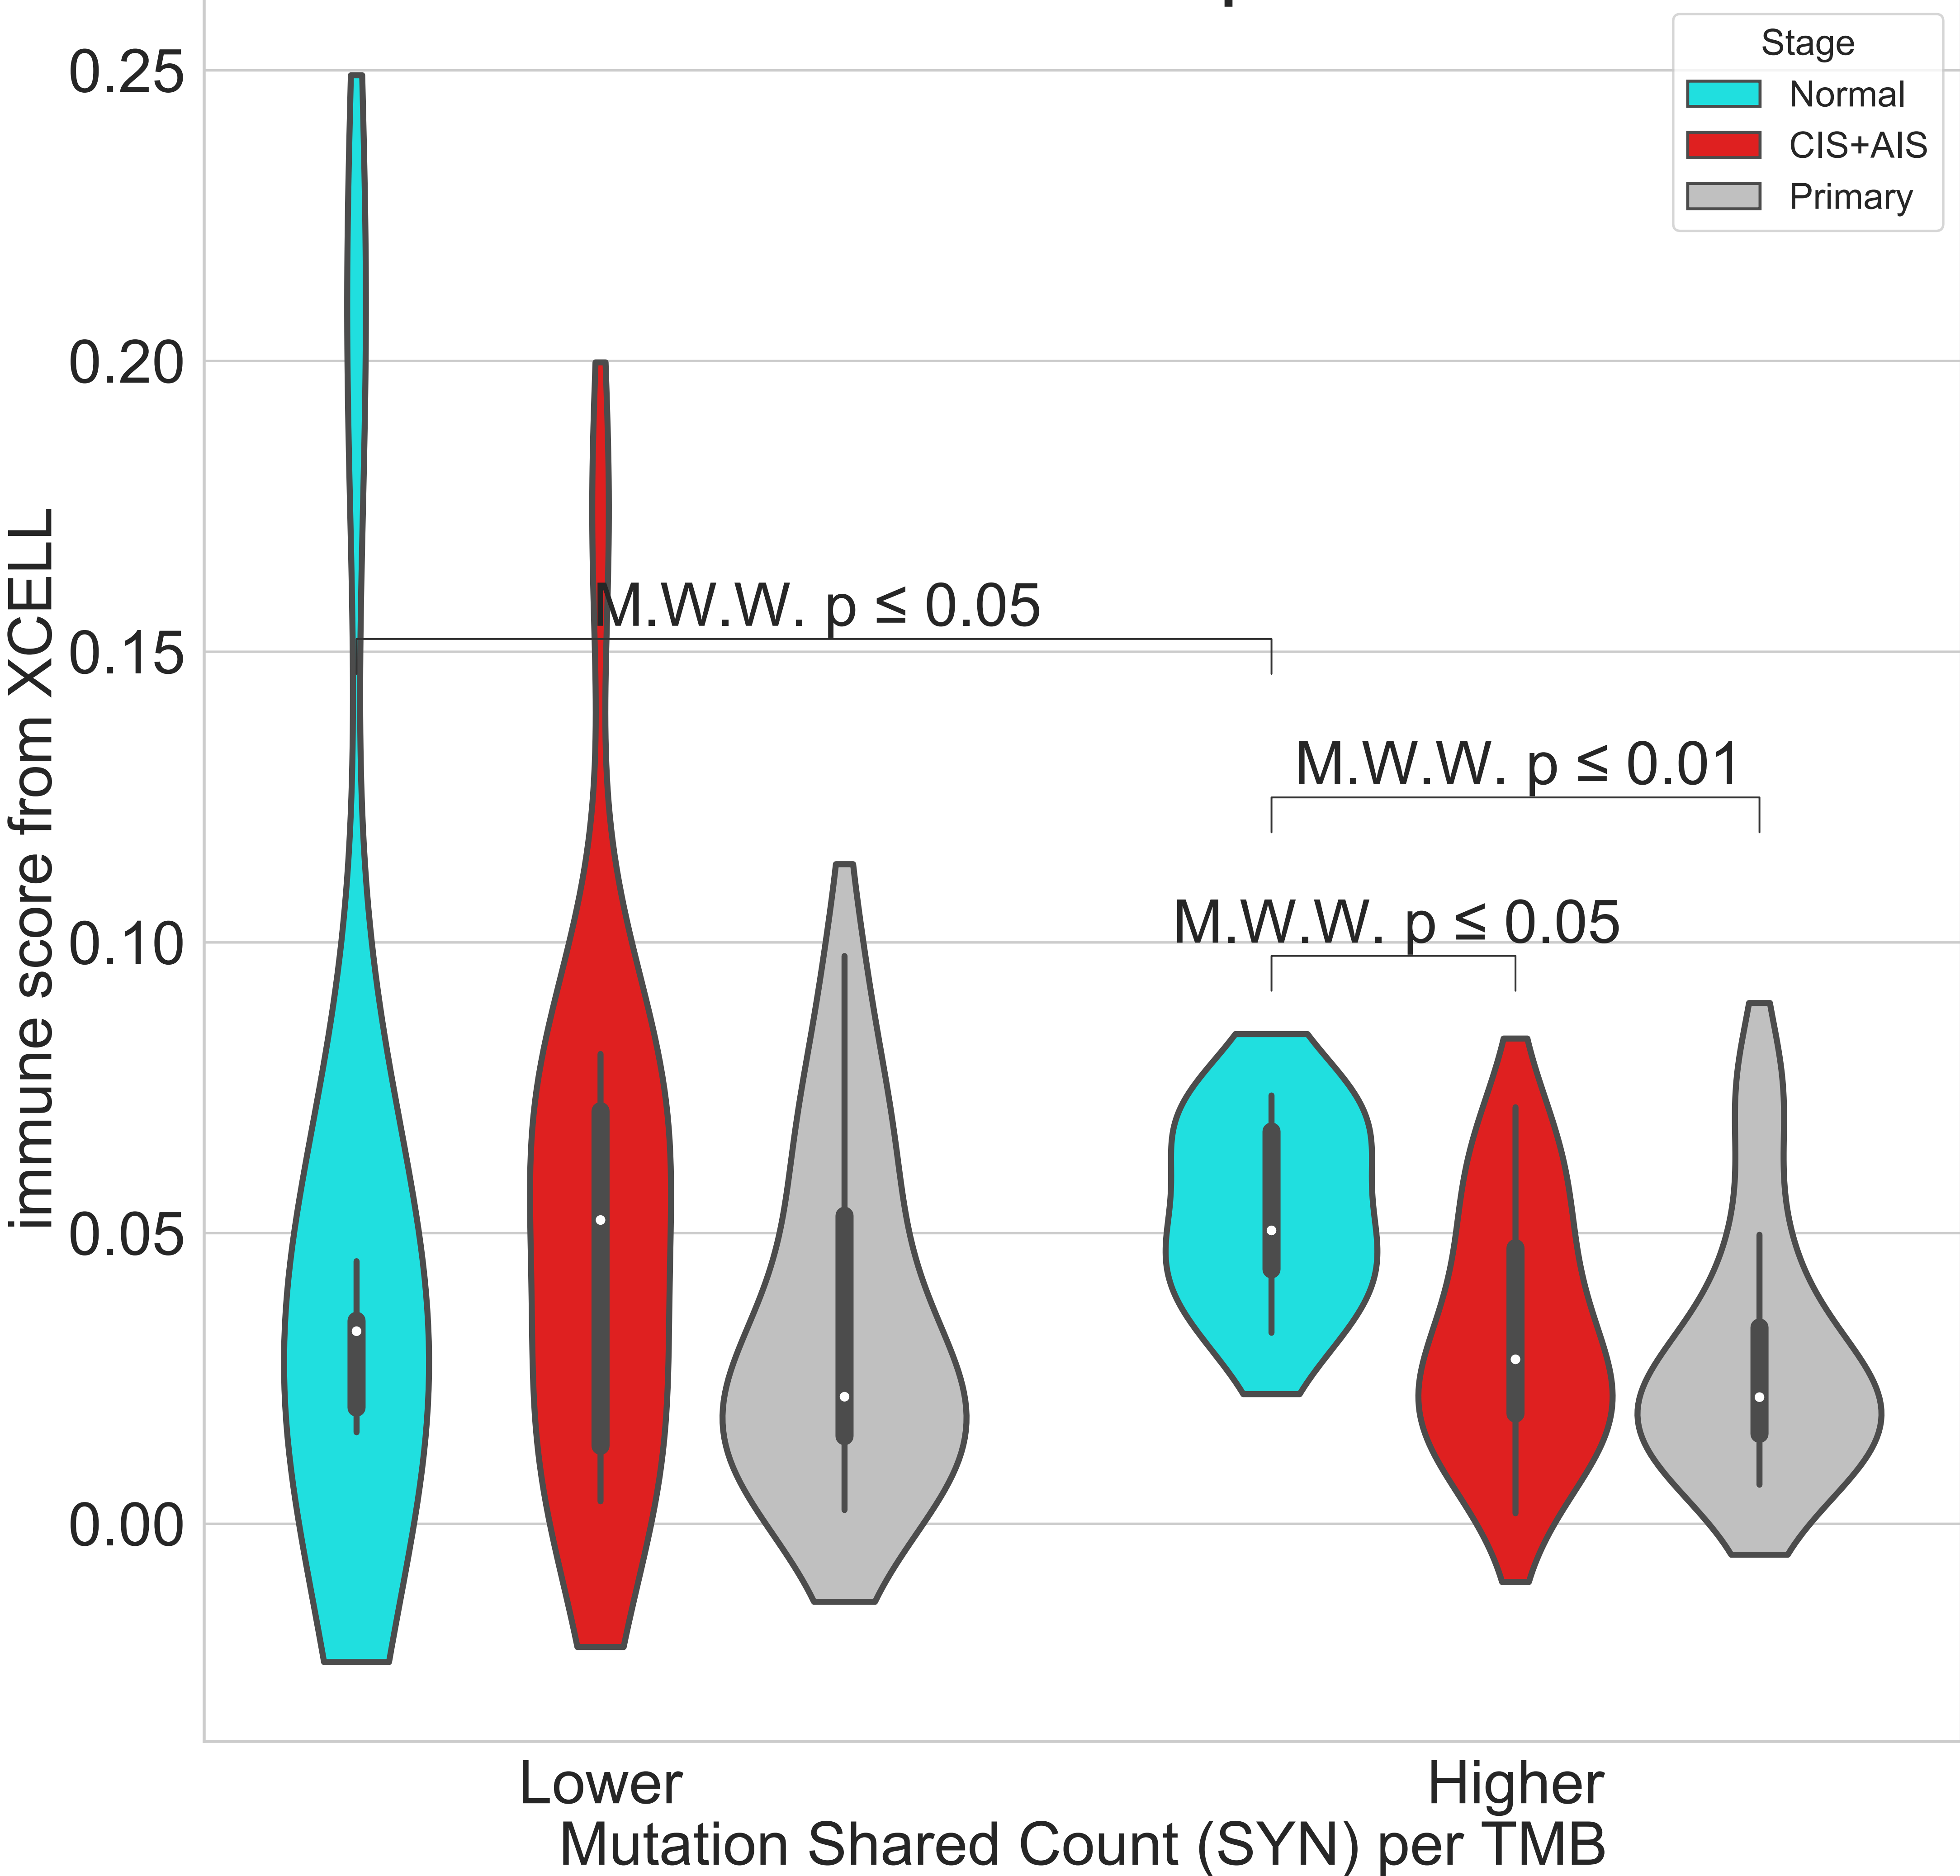 Stage
Normal
CIS+AIS
Primary
immune score from XCELL
0.25
0.20
0.15
0.10
0.05
0.00
M.W.W. p ≤ 0.05
M.W.W. p ≤ 0.01
M.W.W. p ≤ 0.05
Lower
Higher
Mutation Shared Count (SYN) per TMB